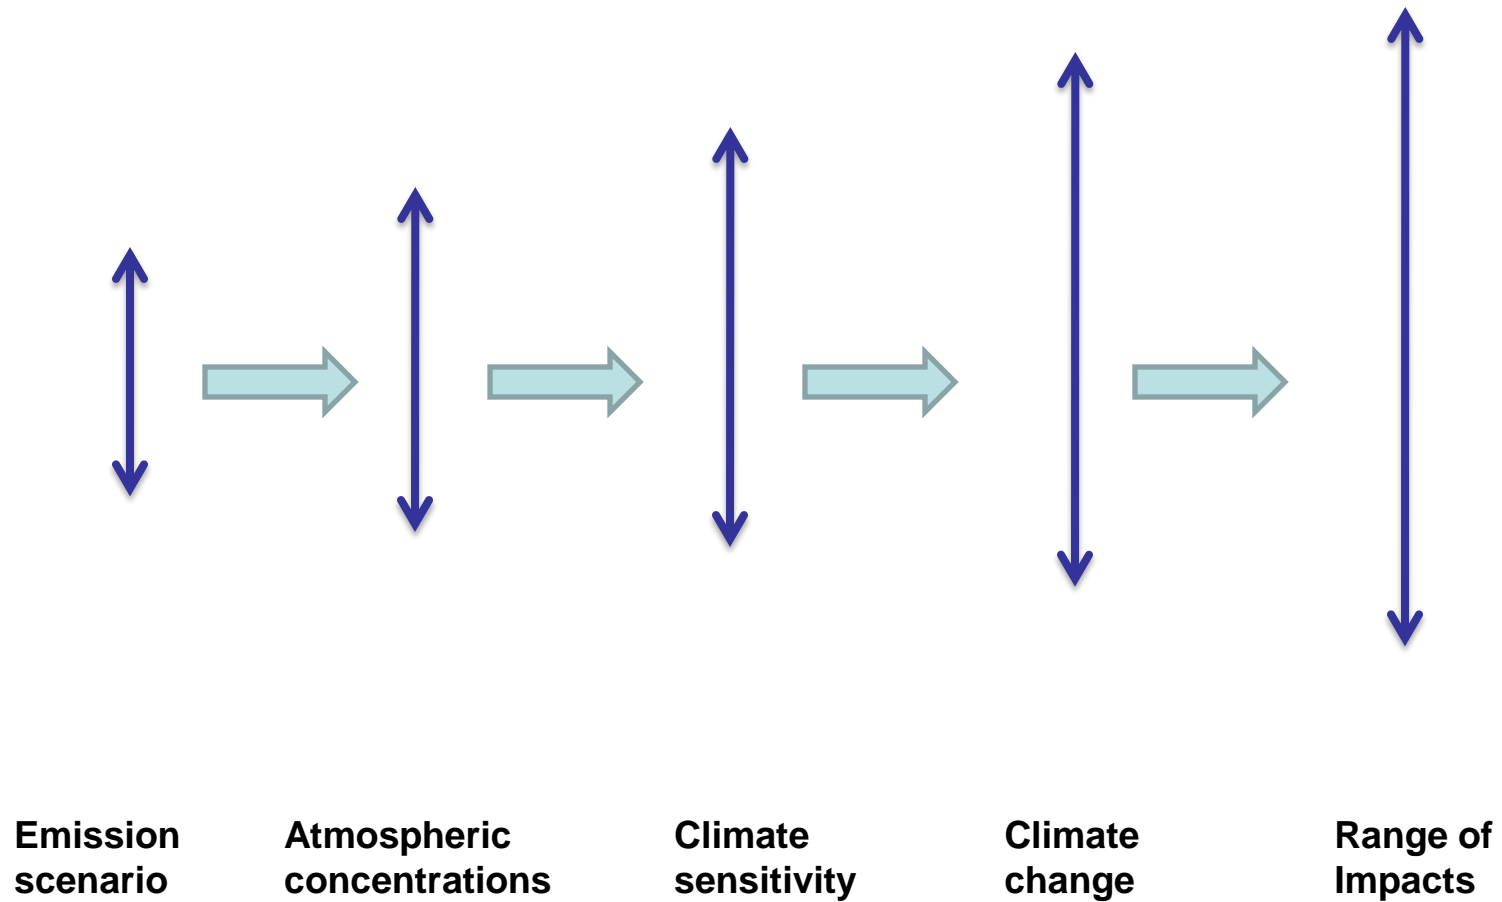 Emission
scenario
Atmospheric
concentrations
Climate
sensitivity
Climate
change
Range of
Impacts